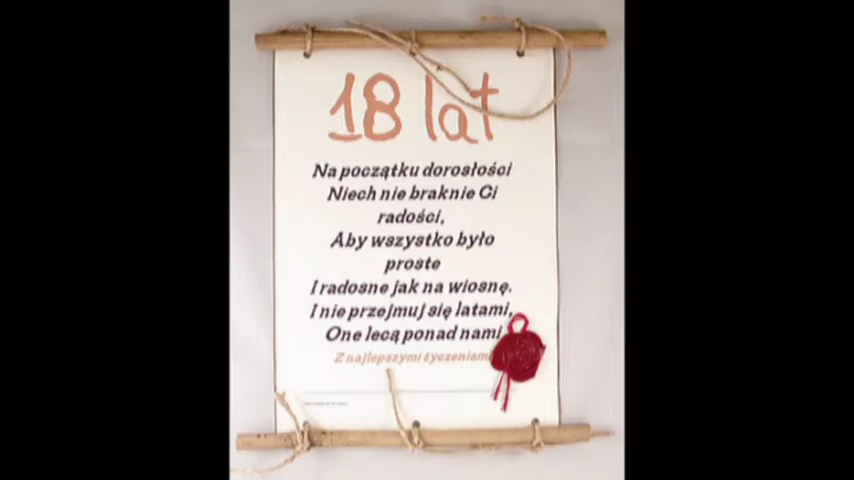 18 lat
Na początku dorosłości
Niech nie braknie Ci
radości,
Aby wszystko było
proste
I radosne jak na wiosnę.
I nie przejmuj się latami,
One lecą ponad nami
Z najlepszymi życzeniami